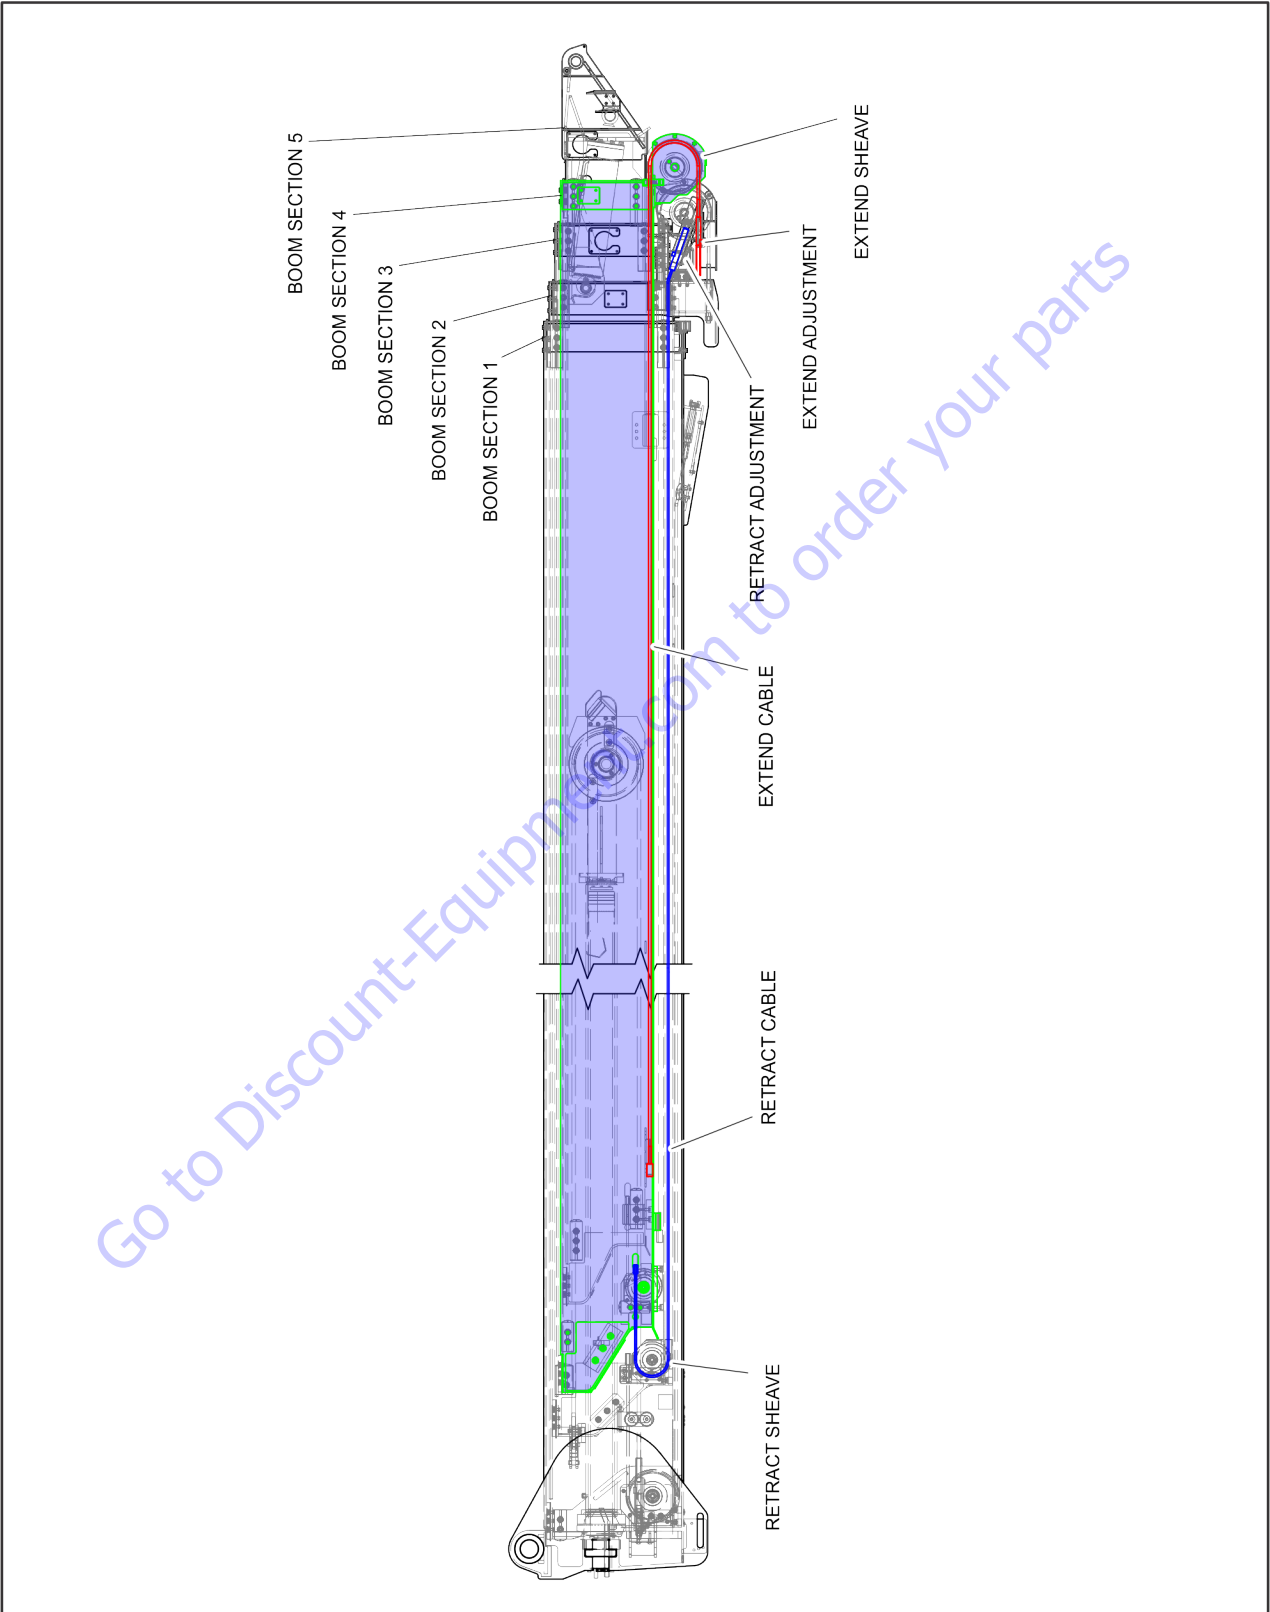 BOOM SECTION 5
BOOM SECTION 4
BOOM SECTION 3
BOOM SECTION 2
BOOM SECTION 1
EXTEND SHEAVE
EXTEND ADJUSTMENT
RETRACT ADJUSTMENT
EXTEND CABLE
RETRACT CABLE
RETRACT SHEAVE
Go to Discount-Equipment.com to order your parts